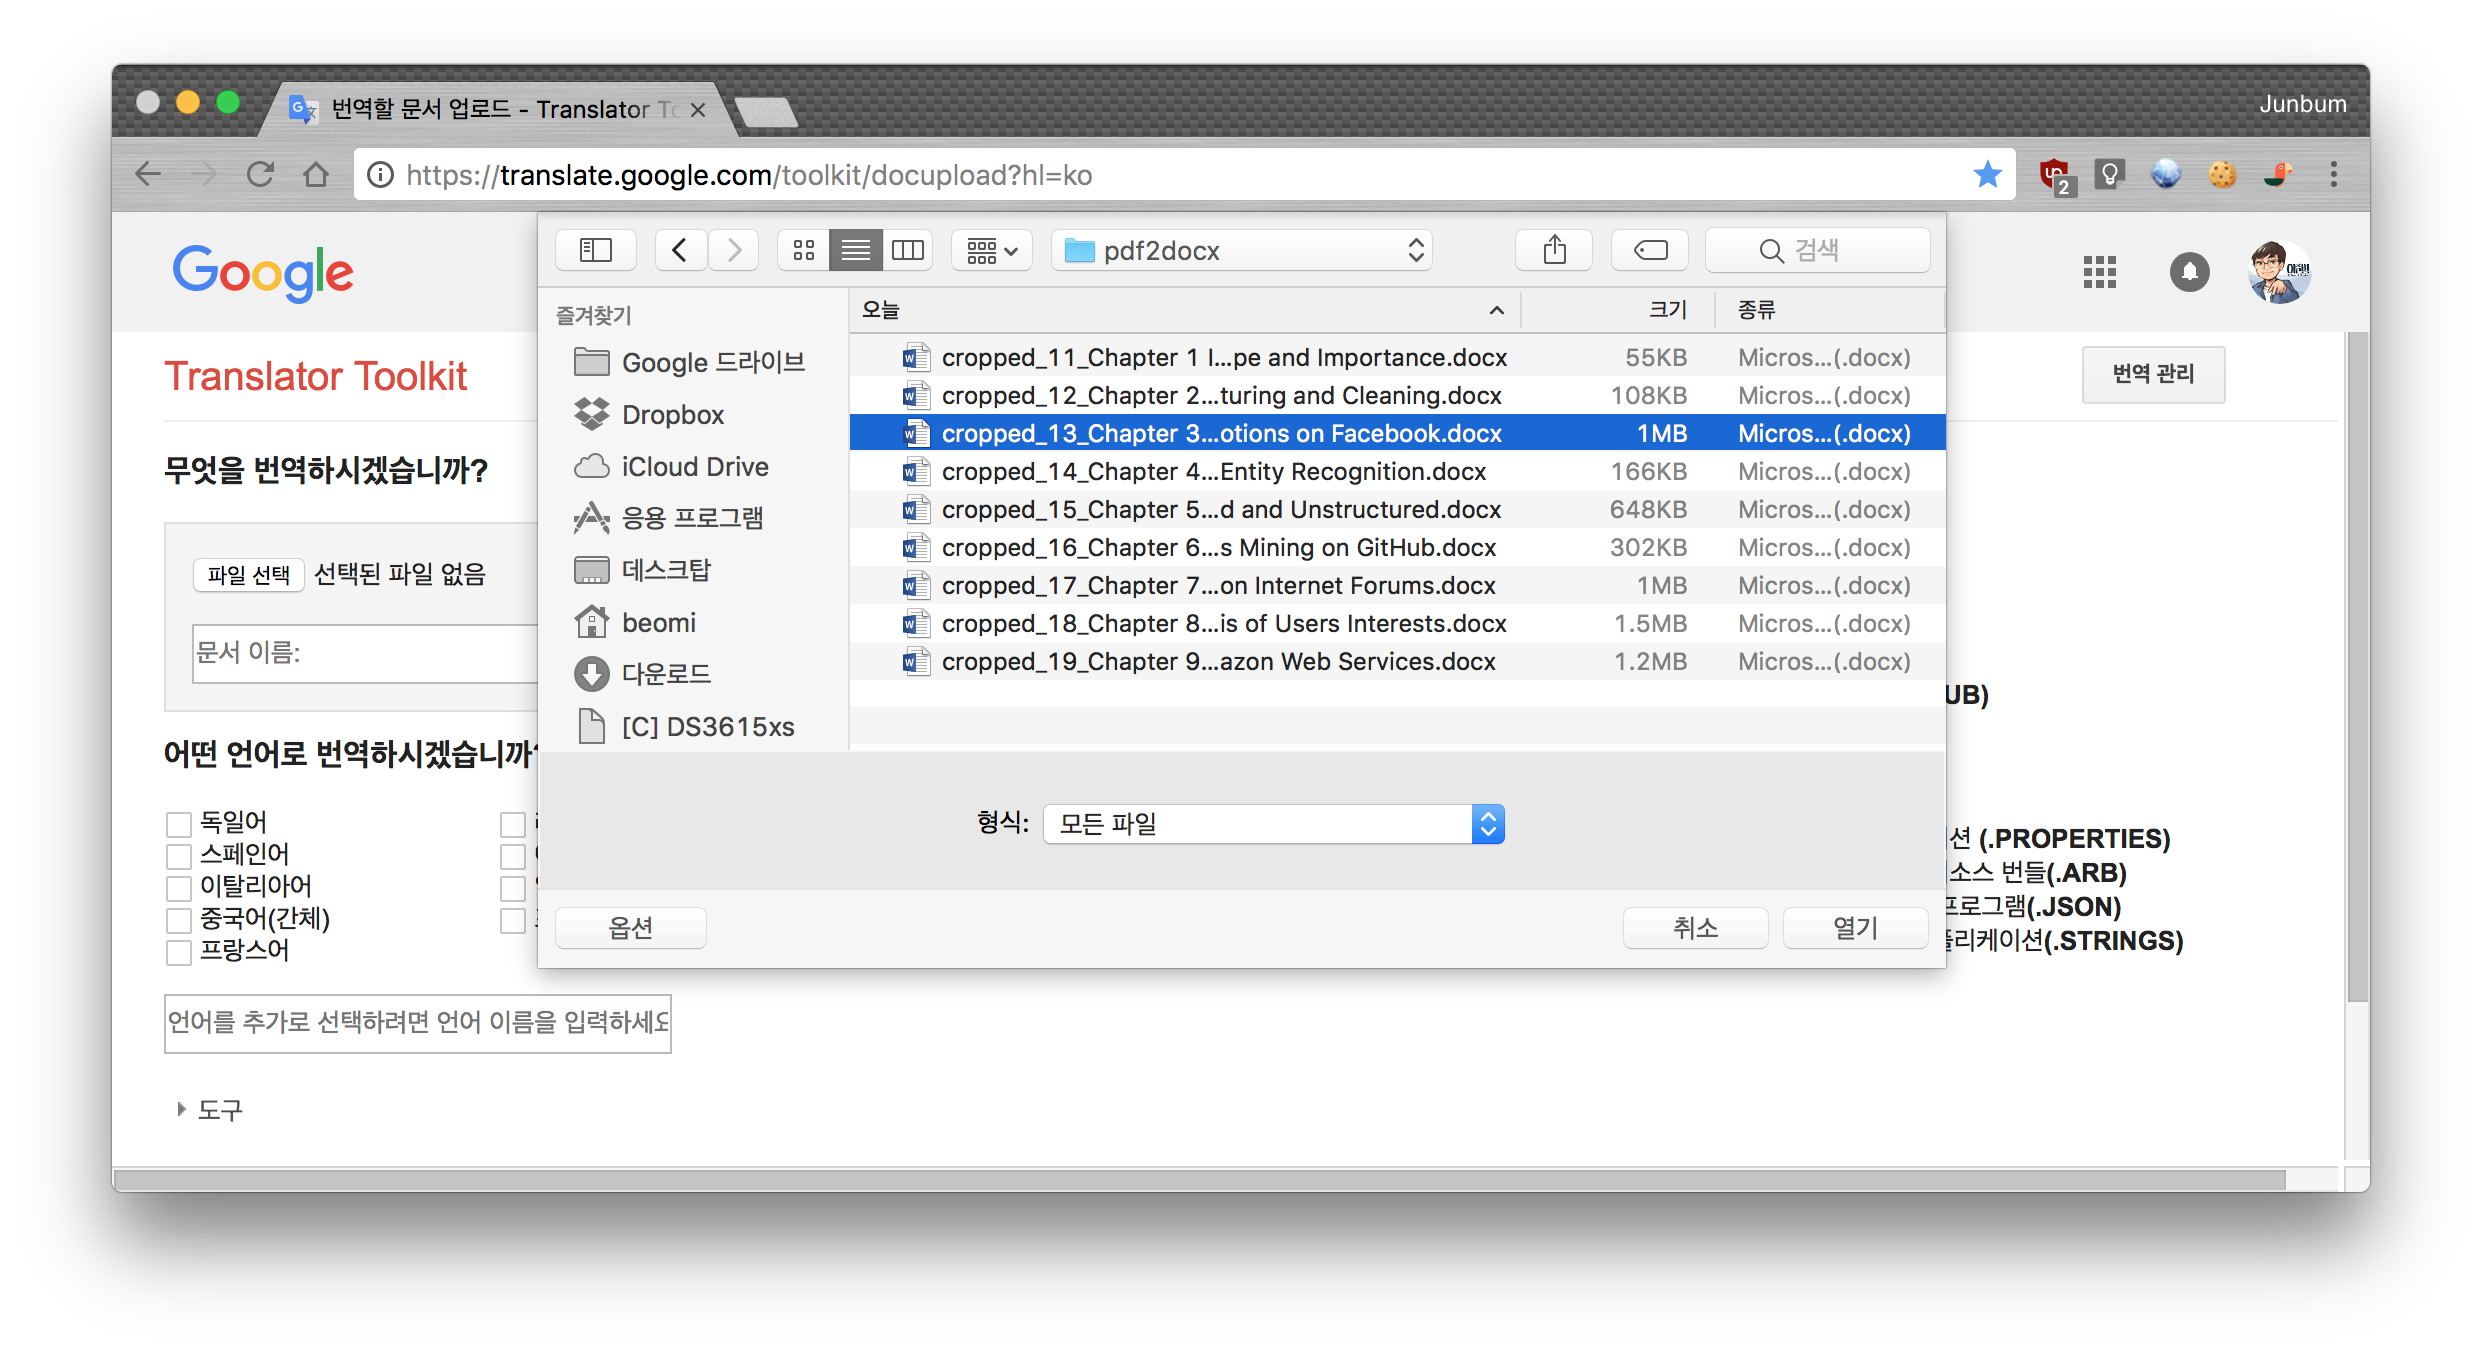 번역할 문서 업로드 - Translator To
Junbum
https://translate.google.com/toolkit/docupload?hl=ko
2
Google
Translator Toolkit
번역 관리
무엇을 번역하시겠습니까?
파일 선택 선택된 파일 없음
문서 이름:
어떤 언어로 번역하시겠습니까?
독일어
스페인어
이탈리아어
중국어(간체)
프랑스어
언어를 추가로 선택하려면 언어 이름을 입력하세요
도구
pdf2docx
검색
즐겨찾기
Google 드라이브
Dropbox
iCloud Drive
응용 프로그램
데스크탑
beomi
다운로드
[C] DS3615xs
오늘 크기 종류
cropped_11_Chapter 1 I...pe and Importance.docx 55KB Micros...(.docx)
cropped_12_Chapter 2...turing and Cleaning.docx 108KB Micros...(.docx)
cropped_13_Chapter 3...otions on Facebook.docx 1MB Micros...(.docx)
cropped_14_Chapter 4...Entity Recognition.docx 166KB Micros...(.docx)
cropped_15_Chapter 5...d and Unstructured.docx 648KB Micros...(.docx)
cropped_16_Chapter 6...s Mining on GitHub.docx 302KB Micros...(.docx)
cropped_17_Chapter 7...on Internet Forums.docx 1MB Micros...(.docx)
cropped_18_Chapter 8...is of Users Interests.docx 1.5MB Micros...(.docx)
cropped_19_Chapter 9...azon Web Services.docx 1.2MB Micros...(.docx)
형식: 모든 파일
옵션 취소 열기
UB)
션 (.PROPERTIES)
소스 번들(.ARB)
프로그램(.JSON)
플리케이션(.STRINGS)